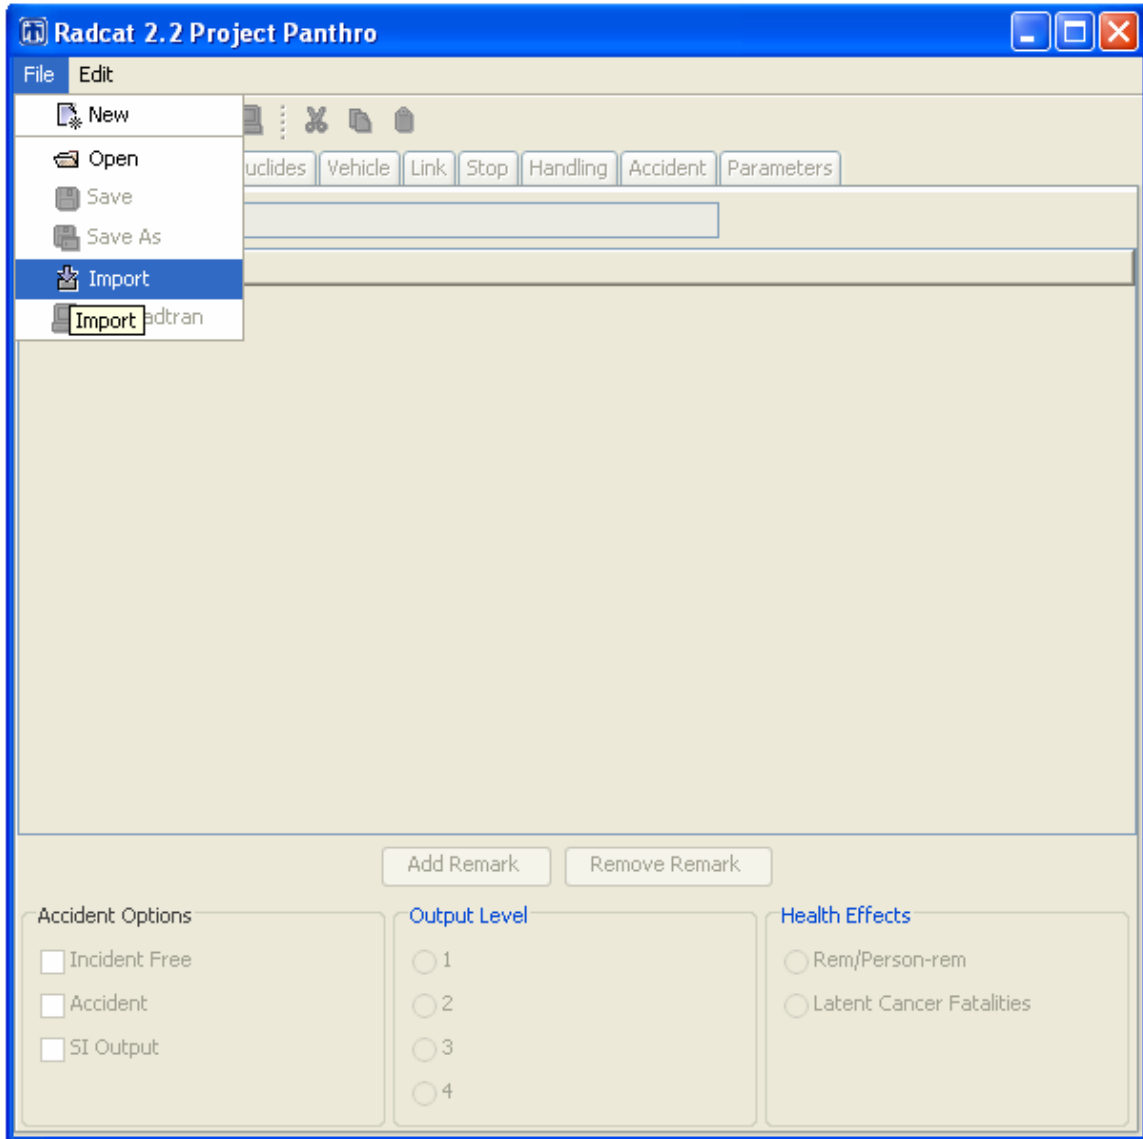 Radcat 2.2 Project Panthro
File Edit
New
Open
Save
Save As
Import
Import adtran
uclides Vehicle Link Stop Handling Accident Parameters
Add Remark Remove Remark
Accident Options
Incident Free
Accident
SI Output
Output Level
1
2
3
4
Health Effects
Rem/Person-rem
Latent Cancer Fatalities